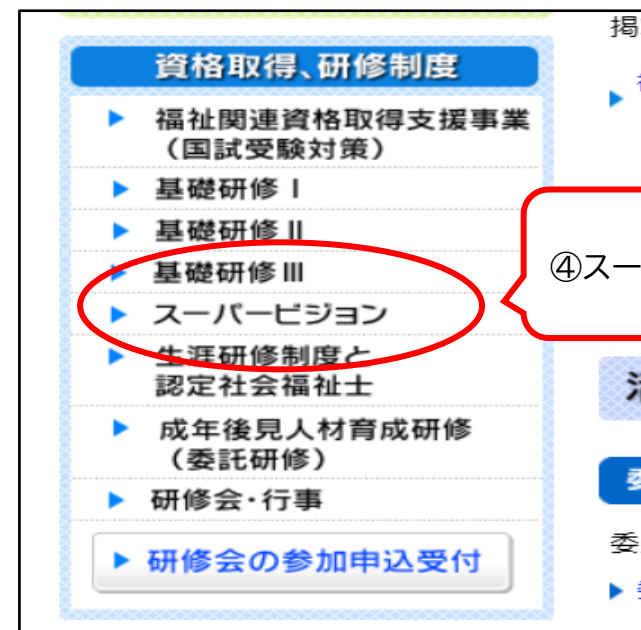 掲
資格取得、研修制度
福祉関連資格取得支援事業
（国試受験対策）
基礎研修Ⅰ
基礎研修Ⅱ
基礎研修Ⅲ
スーパービジョン
生涯研修制度と
認定社会福祉士
成年後見人材育成研修
（委託研修）
研修会・行事
研修会の参加申込受付
④スー
委